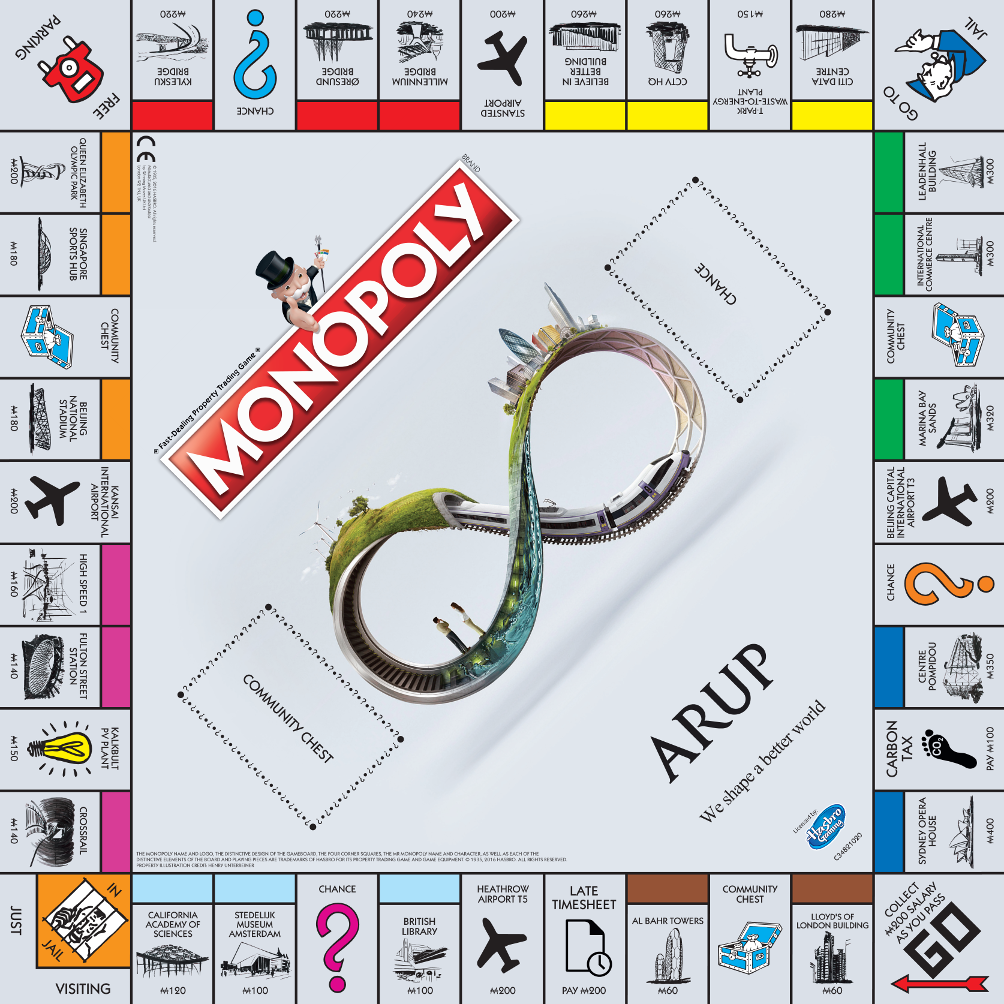 FREE
PARKING
KYLESKU
BRIDGE
₩220
CHANCE
ØRESUND
BRIDGE
₩220
MILLENNIUM
BRIDGE
₩240
STANSTED
AIRPORT
₩200
BELIEVE IN
BETTER
BUILDING
₩260
CCTV HQ
₩260
T-PARK
WASTE-TO-ENERGY
PLANT
₩150
CITI DATA
CENTRE
₩280
GO TO
JAIL
QUEEN ELIZABETH
OLYMPIC PARK
₩200
SINGAPORE
SPORTS HUB
₩180
COMMUNITY
CHEST
BEIJING
NATIONAL
STADIUM
₩180
KANSAI
INTERNATIONAL
AIRPORT
₩200
HIGH SPEED 1
₩160
FULTON STREET
STATION
₩140
KALKBULT
PV PLANT
₩150
CROSSRAIL
₩140
CE
BRAND
MONOPOLY
Fast-Dealing Property Trading Game
CHANCE
COMMUNITY CHEST
ARUP
We shape a better world
Licensed by:
Hasbro
Gaming
C34821090
THE MONOPOLY NAME AND LOGO, THE DISTINCTIVE DESIGN OF THE GAMEBOARD, THE FOUR CORNER SQUARES, THE MR.MONOPOLY NAME AND CHARACTER, AS WELL AS EACH OF THE
DISTINCTIVE ELEMENTS OF THE BOARD AND PLAYING PIECES ARE TRADEMARKS OF HASBRO FOR ITS PROPERTY TRADING GAME AND GAME EQUIPMENT. © 1935, 2016 HASBRO. ALL RIGHTS RESERVED.
LEADENHALL
BUILDING
₩300
INTERNATIONAL
COMMERCE CENTRE
₩300
COMMUNITY
CHEST
MARINA BAY
SANDS
₩320
BEIJING CAPITAL
INTERNATIONAL
AIRPORT T3
₩200
CHANCE
CENTRE
POMPIDOU
₩350
CARBON
TAX
CO2
PAY ₩100
SYDNEY OPERA
HOUSE
₩400
JUST
VISITING
IN
JAIL
CALIFORNIA
ACADEMY OF
SCIENCES
₩120
STEDELIJK
MUSEUM
AMSTERDAM
₩100
CHANCE
BRITISH
LIBRARY
₩100
HEATHROW
AIRPORT T5
₩200
LATE
TIMESHEET
PAY ₩200
AL BAHR TOWERS
₩60
COMMUNITY
CHEST
LLOYD'S OF
LONDON BUILDING
₩60
COLLECT
₩200 SALARY
AS YOU PASS
GO